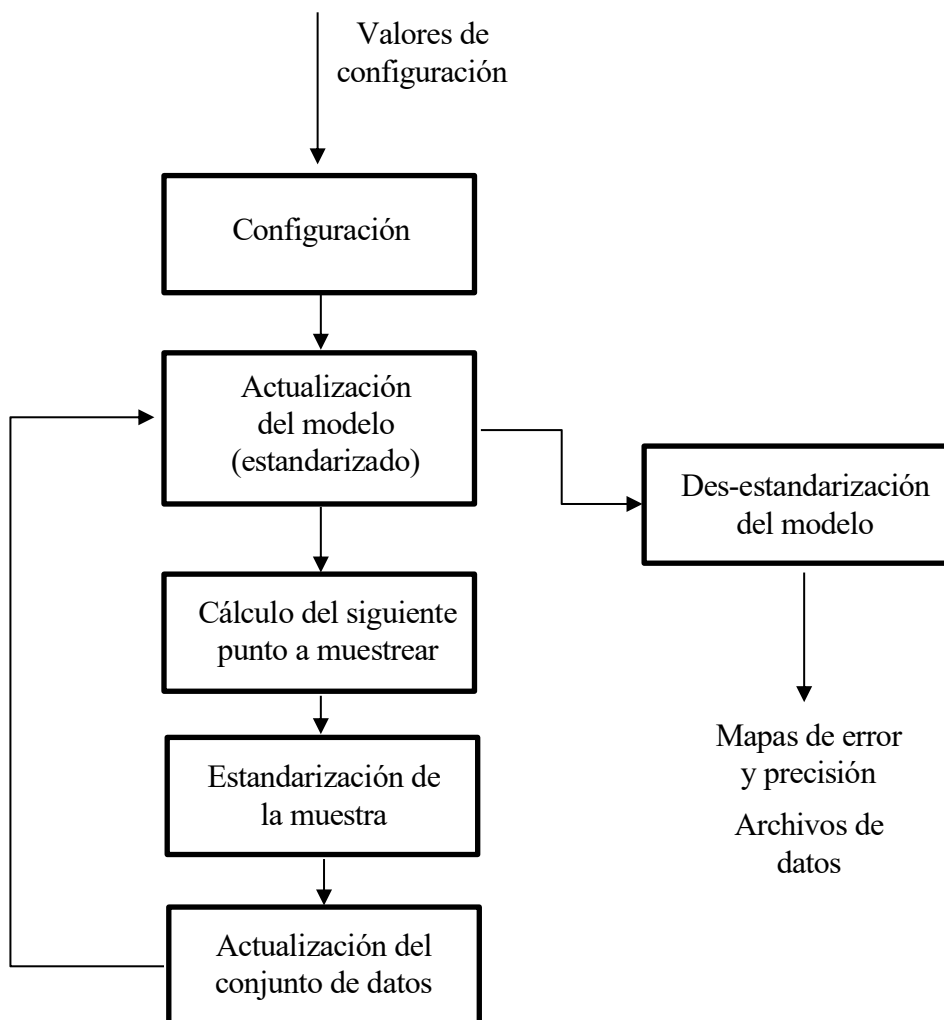 Valores de
configuración
Configuración
Actualización
del modelo
(estandarizado)
Des-estandarización
del modelo
Cálculo del siguiente
punto a muestrear
Estandarización de
la muestra
Mapas de error
y precisión
Archivos de
datos
Actualización del
conjunto de datos